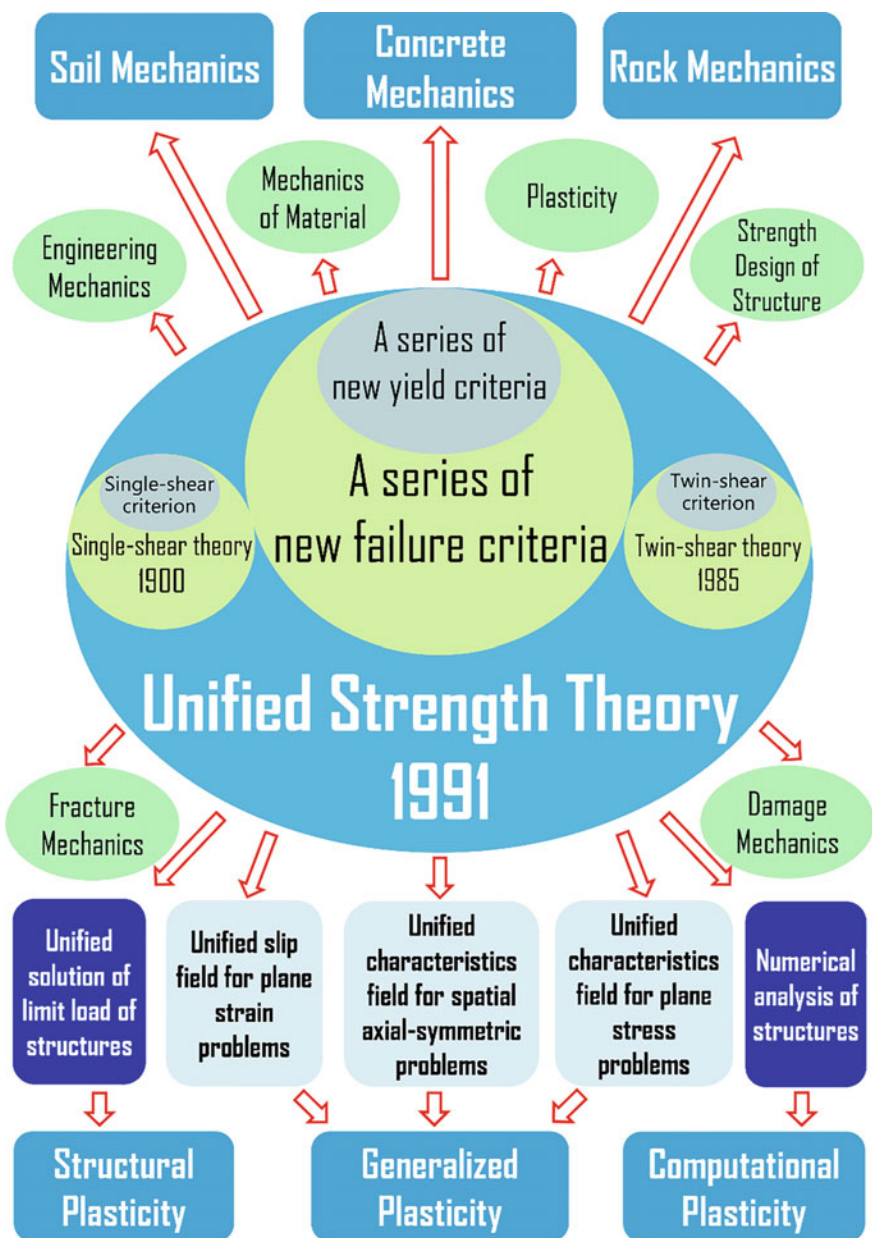 Soil Mechanics
Concrete
Mechanics
Rock Mechanics
Mechanics
of Material
Plasticity
Engineering
Mechanics
Strength
Design of
Structure
A series of
new yield criteria
A series of
new failure criteria
Single-shear
criterion
Single-shear theory
1900
Twin-shear
criterion
Twin-shear theory
1985
Unified Strength Theory
1991
Fracture
Mechanics
Damage
Mechanics
Unified
solution of
limit load of
structures
Unified slip
field for plane
strain
problems
Unified
characteristics
field for spatial
axial-symmetric
problems
Unified
characteristics
field for plane
stress
problems
Numerical
analysis of
structures
Structural
Plasticity
Generalized
Plasticity
Computational
Plasticity